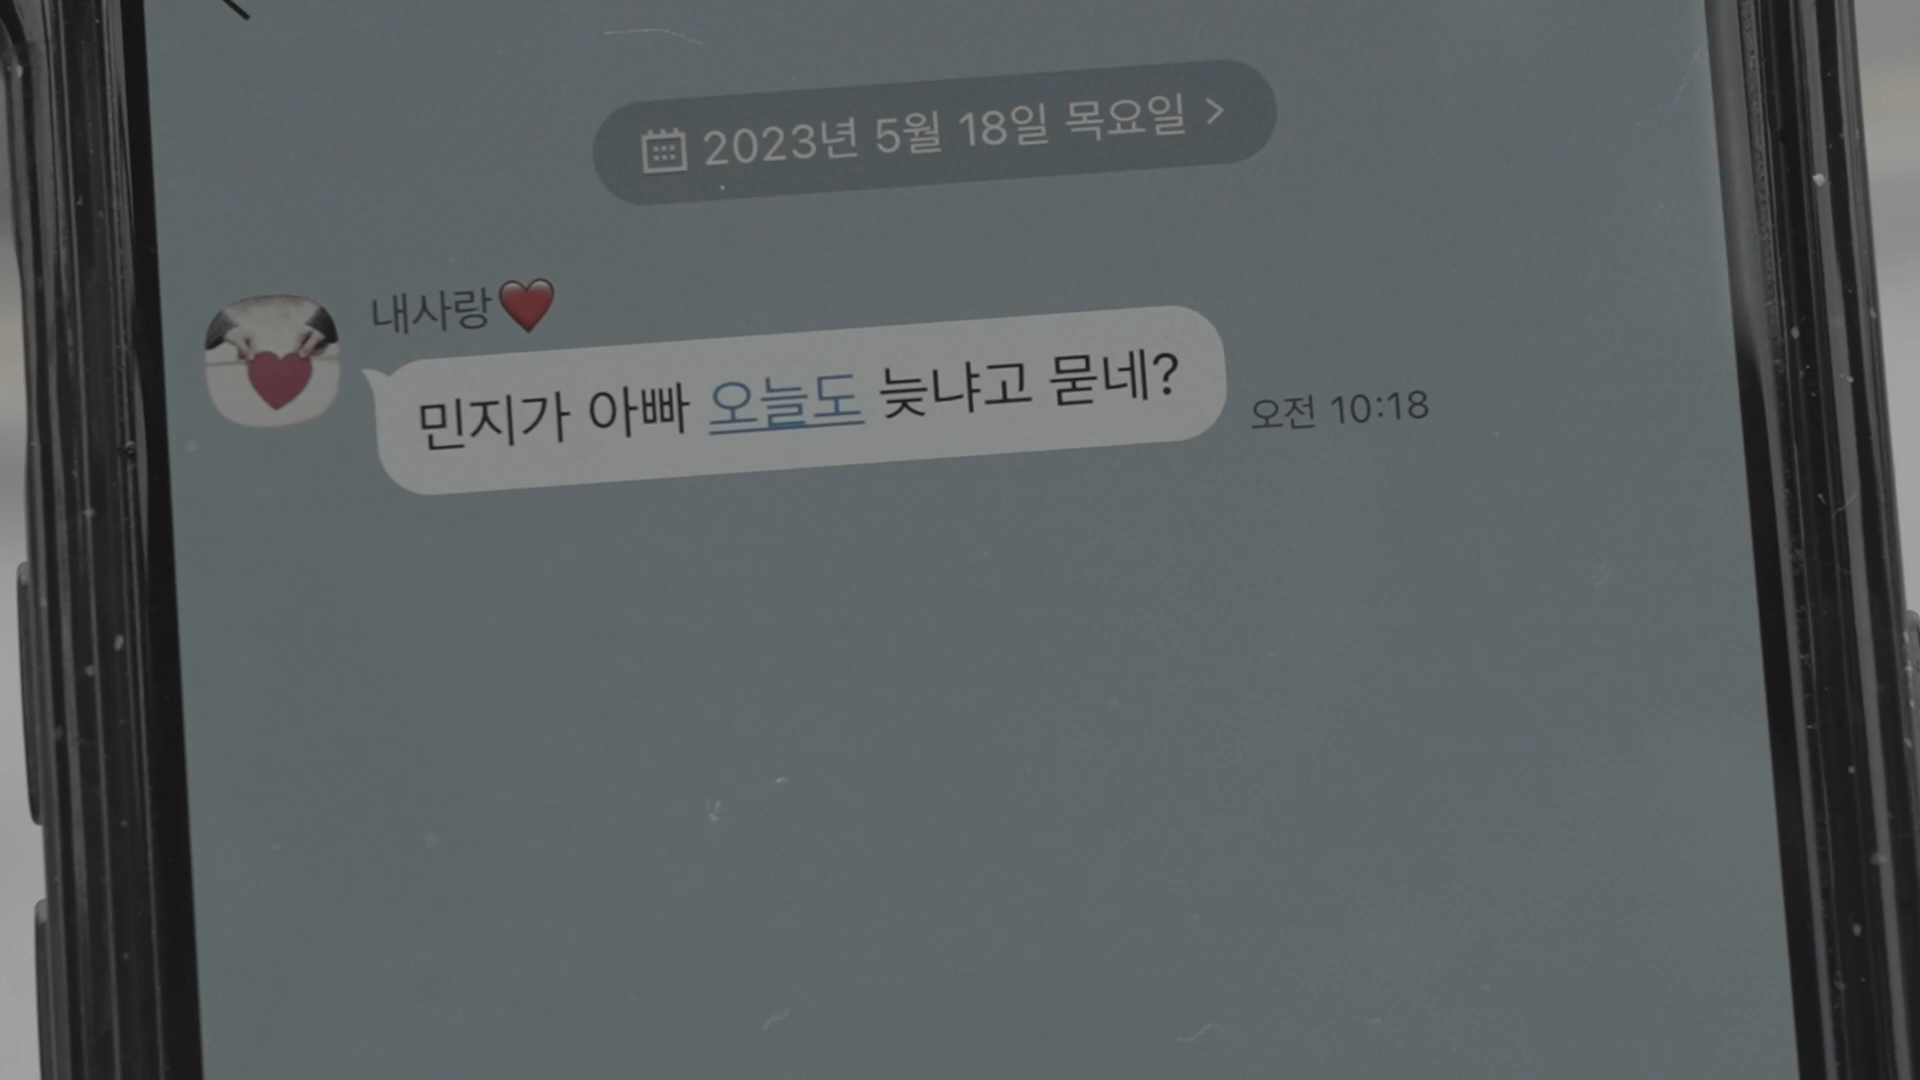 2023년 5월 18일 목요일 >
내사랑❤️
민지가 아빠 오늘도 늦냐고 묻네?
오전 10:18